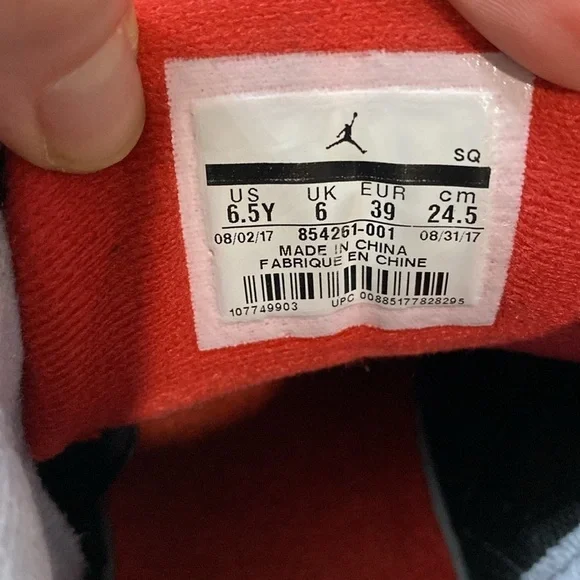 SQ
US UK EUR cm
6.5Y 6 39 24.5
08/02/17 854261-001 08/31/17
MADE IN CHINA
FABRIQUE EN CHINE
107749903 UPC 00885177828295